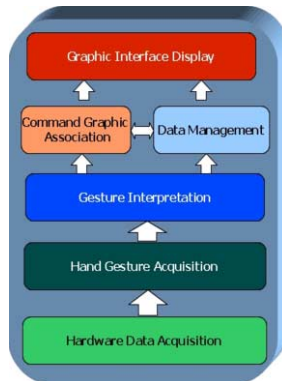 Graphic Interface Display
Command Graphic
Association
Data Management
Gesture Interpretation
Hand Gesture Acquisition
Hardware Data Acquisition